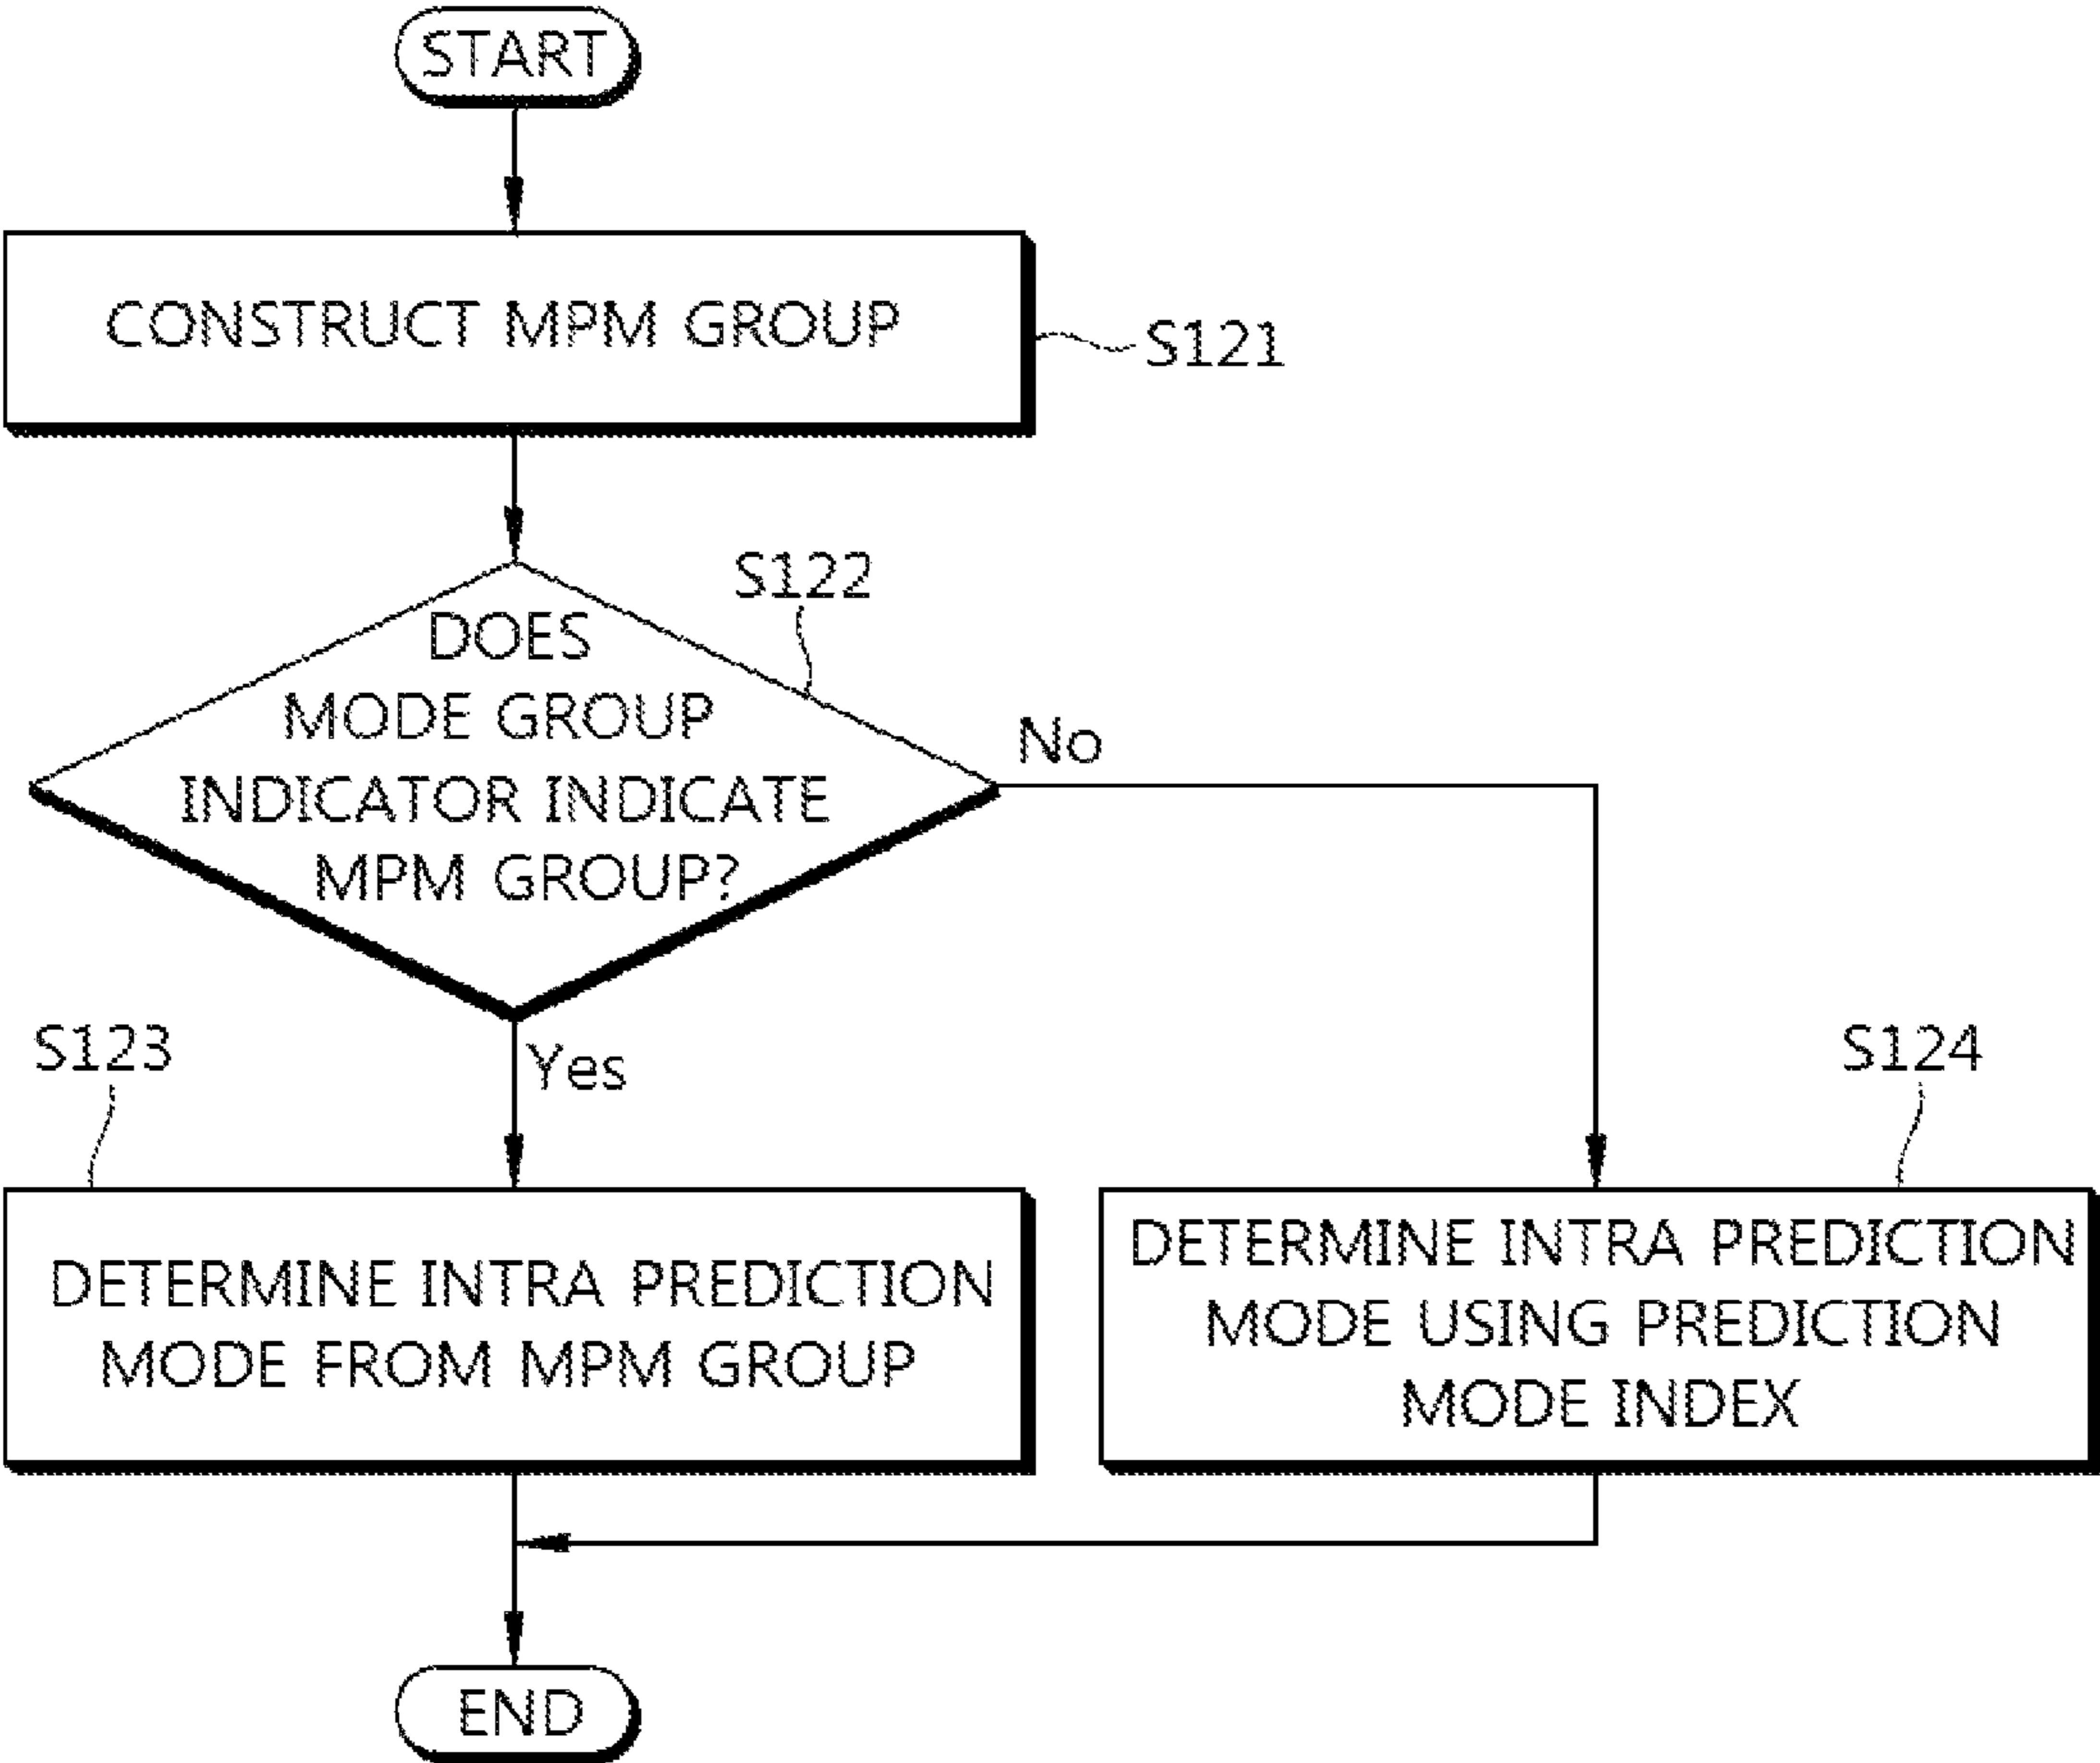 START
CONSTRUCT MPM GROUP
S121
S122
DOES
MODE GROUP
INDICATOR INDICATE
MPM GROUP?
No
Yes
S123
DETERMINE INTRA PREDICTION
MODE FROM MPM GROUP
S124
DETERMINE INTRA PREDICTION
MODE USING PREDICTION
MODE INDEX
END